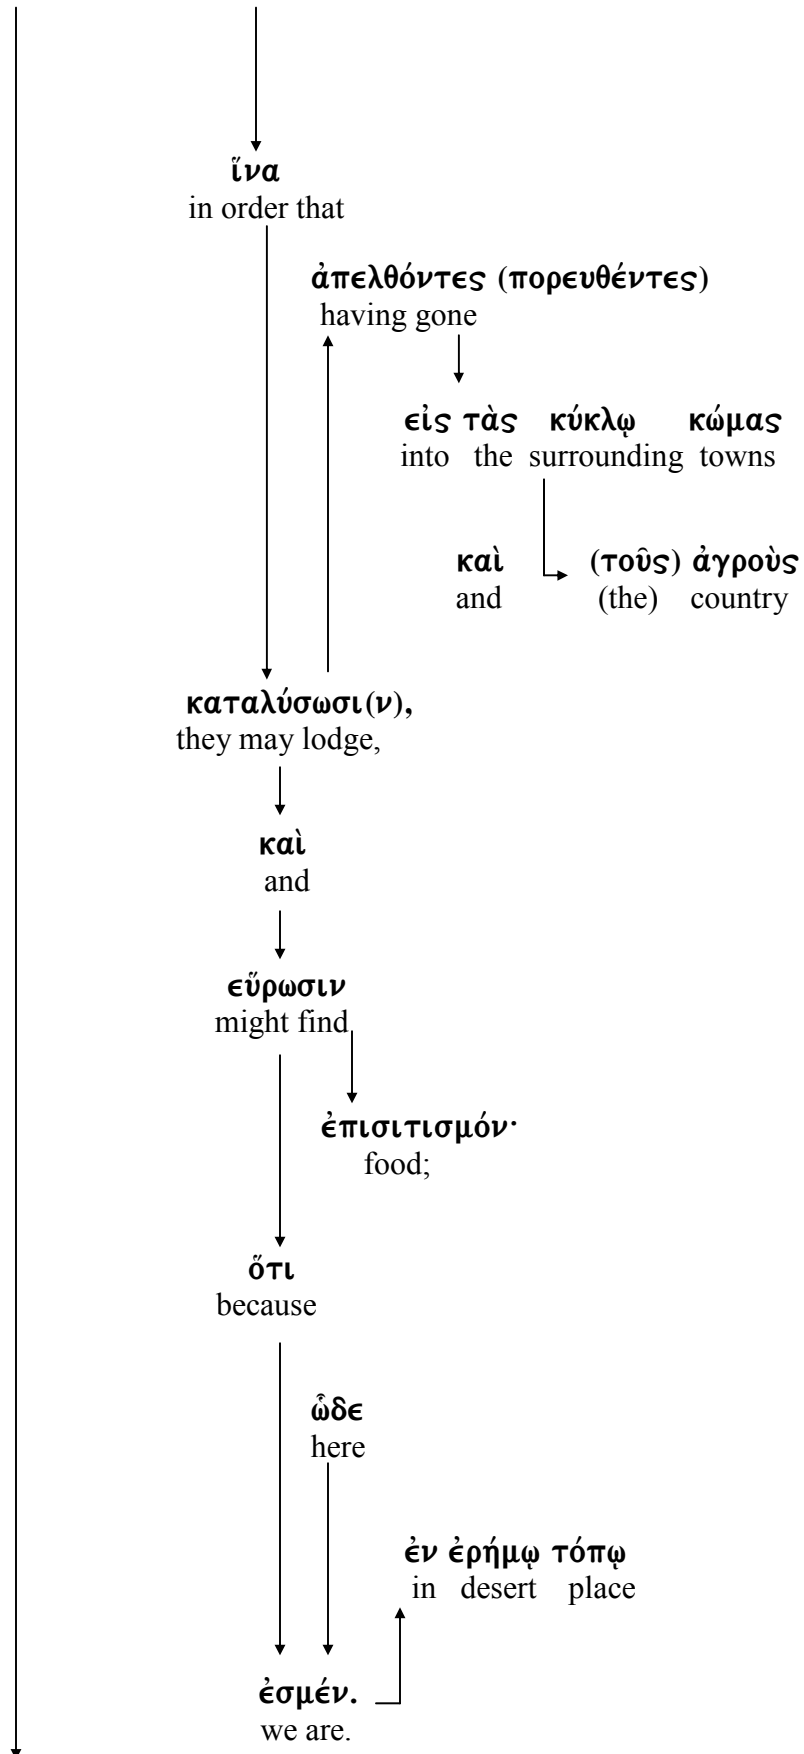 ἵνα
in order that
ἀπελθόντες (πορευθέντες)
having gone
εἰς τὰς κύκλῳ κώμας
into the surrounding towns
καὶ (τοῦς) ἀγροὺς
and (the) country
καταλύσωσι(ν),
they may lodge,
καὶ
and
εὕρωσιν
might find
ἐπισιτισμόν·
food;
ὅτι
because
ὧδε
here
ἐν ἐρήμῳ τόπῳ
in desert place
ἐσμέν.
we are.